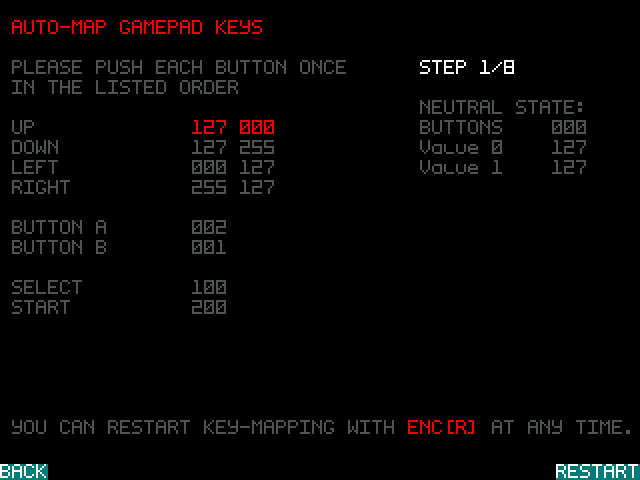 AUTO-MAP GAMEPAD KEYS
PLEASE PUSH EACH BUTTON ONCE
IN THE LISTED ORDER
STEP 1/8
NEUTRAL STATE:
BUTTONS 000
Value 0 127
Value 1 127
UP 127 000
DOWN 127 255
LEFT 000 127
RIGHT 255 127
BUTTON A 002
BUTTON B 001
SELECT 100
START 200
YOU CAN RESTART KEY-MAPPING WITH ENC[R] AT ANY TIME.
BACK
RESTART